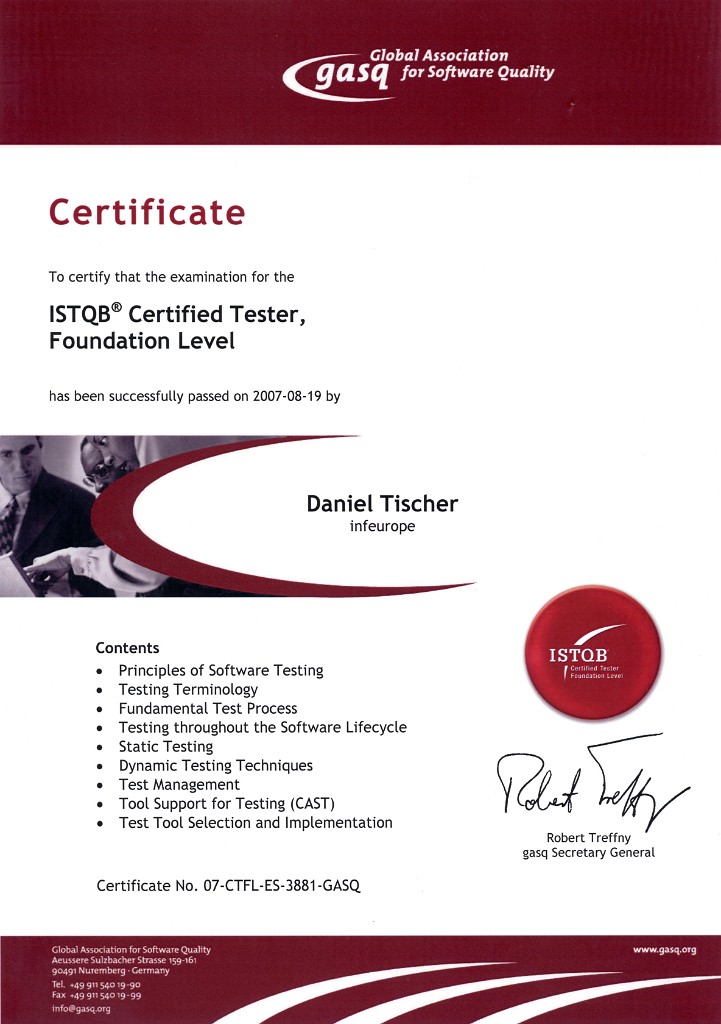 gasq
Global Association
for Software Quality
Certificate
To certify that the examination for the
ISTQB® Certified Tester,
Foundation Level
has been successfully passed on 2007-08-19 by
Daniel Tischer
infeurope
Contents
• Principles of Software Testing
• Testing Terminology
• Fundamental Test Process
• Testing throughout the Software Lifecycle
• Static Testing
• Dynamic Testing Techniques
• Test Management
• Tool Support for Testing (CAST)
• Test Tool Selection and Implementation
ISTQB
Certified Tester
Foundation Level
Robert Treffny
Robert Treffny
gasq Secretary General
Certificate No. 07-CTFL-ES-3881-GASQ
Global Association for Software Quality
Aeussere Sulzbacher Strasse 159-161
90491 Nuremberg - Germany
Tel. +49 911 540 19-90
Fax +49 911 540 19-99
info@gasq.org
www.gasq.org